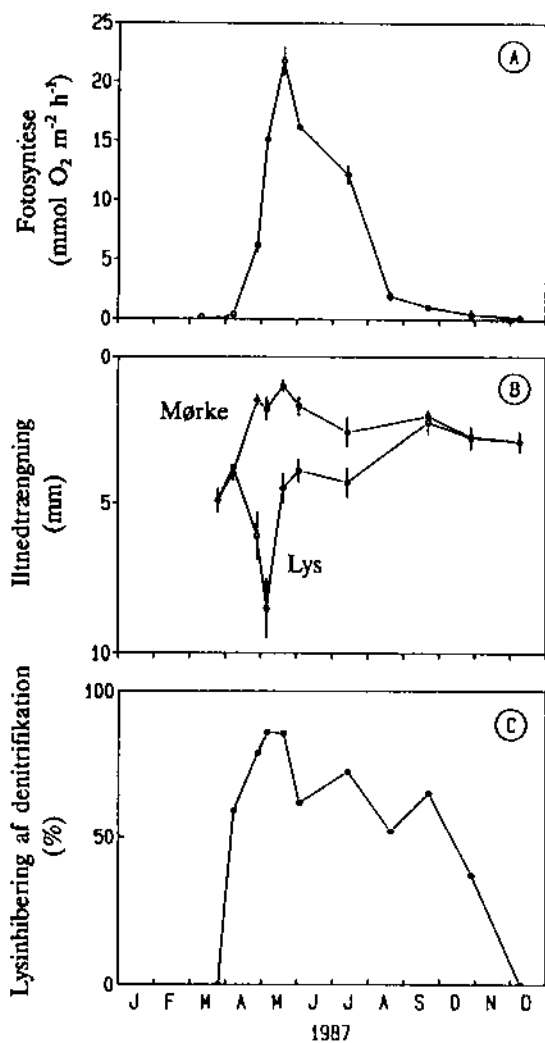 Fotosyntese
(mmol O₂ m⁻² h⁻¹)
25
20
15
10
5
0
A
Iltnedtrængning
(mm)
0
5
10
B
Mørke
Lys
Lysinhibering af denitrifikation
(%)
100
50
0
C
J F M A M J J A S O N D
1987